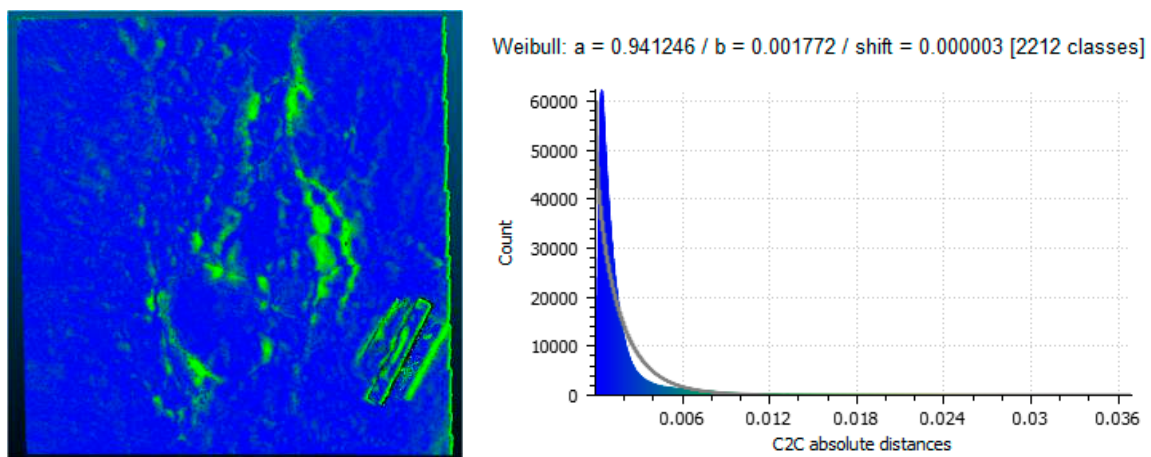 Weibull: a = 0.941246 / b = 0.001772 / shift = 0.000003 [2212 classes]
60000
50000
40000
30000
20000
10000
0
Count
0.006 0.012 0.018 0.024 0.03 0.036
C2C absolute distances